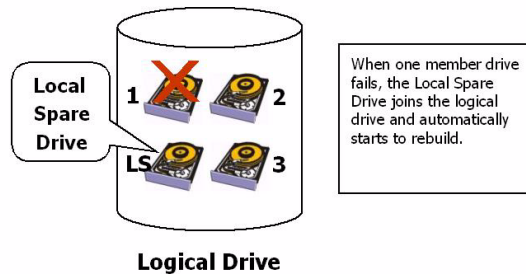 Local
Spare
Drive
1
2
LS
3
When one member drive
fails, the Local Spare
Drive joins the logical
drive and automatically
starts to rebuild.
Logical Drive